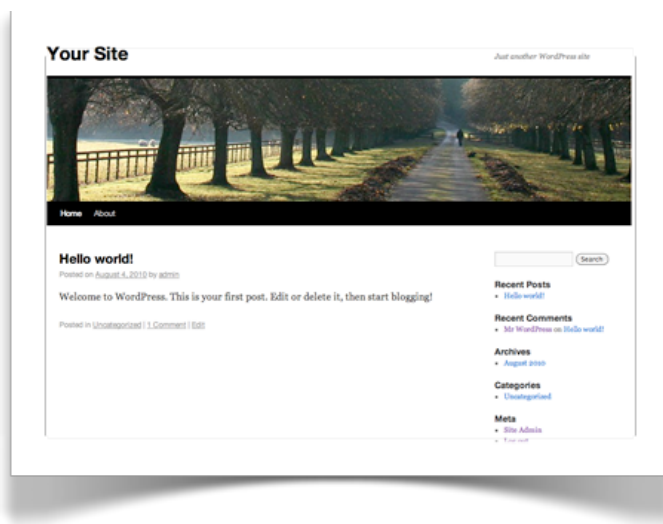 Your Site
Just another WordPress site
Home About
Hello world!
Posted on August 4, 2010 by admin
Welcome to WordPress. This is your first post. Edit or delete it, then start blogging!
Posted in Uncategorized | 1 Comment | Edit
Search
Recent Posts
Hello world!
Recent Comments
Mr WordPress on Hello world!
Archives
August 2010
Categories
Uncategorized
Meta
Site Admin
Log out